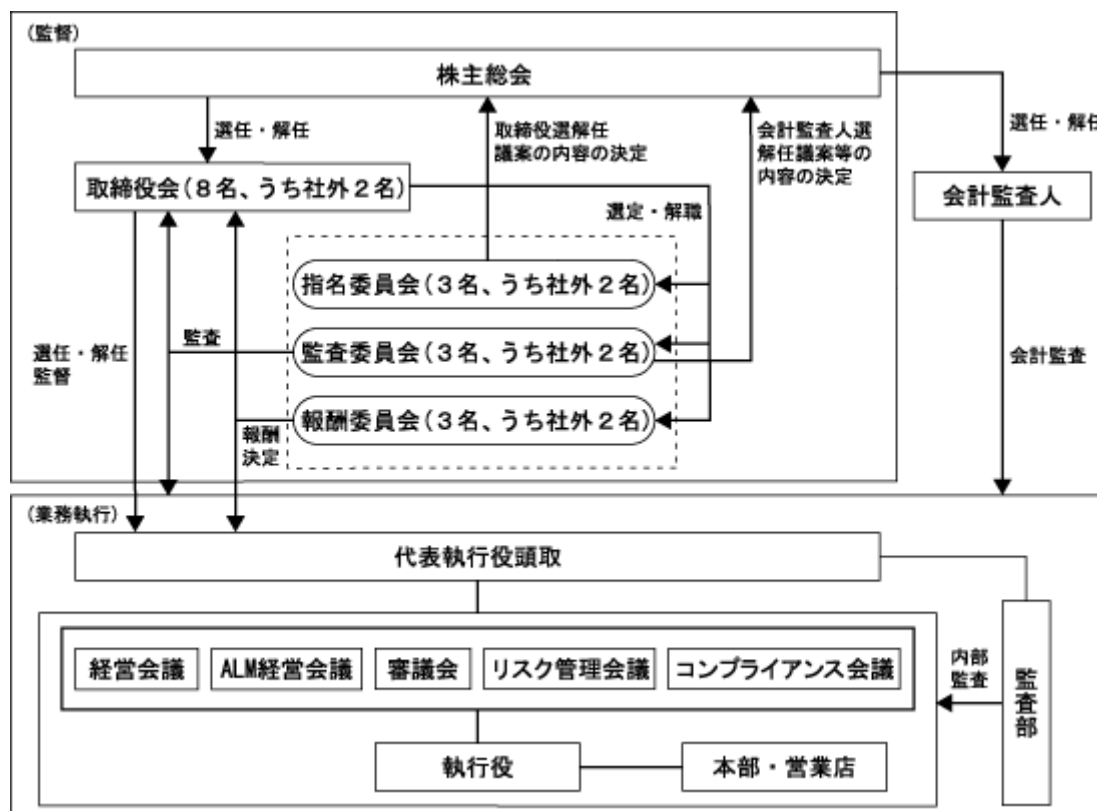 (監督)
株主総会
選任・解任
取締役選解任
議案の内容の決定
会計監査人選
解任議案等の
内容の決定
選任・解任
取締役会(8名、うち社外2名)
会計監査人
選定・解職
指名委員会(3名、うち社外2名)
監査
監査委員会(3名、うち社外2名)
選任・解任
監督
会計監査
報酬委員会(3名、うち社外2名)
報酬
決定
(業務執行)
代表執行役頭取
経営会議
ALM経営会議
審議会
リスク管理会議
コンプライアンス会議
内部
監査
監査部
執行役
本部・営業店